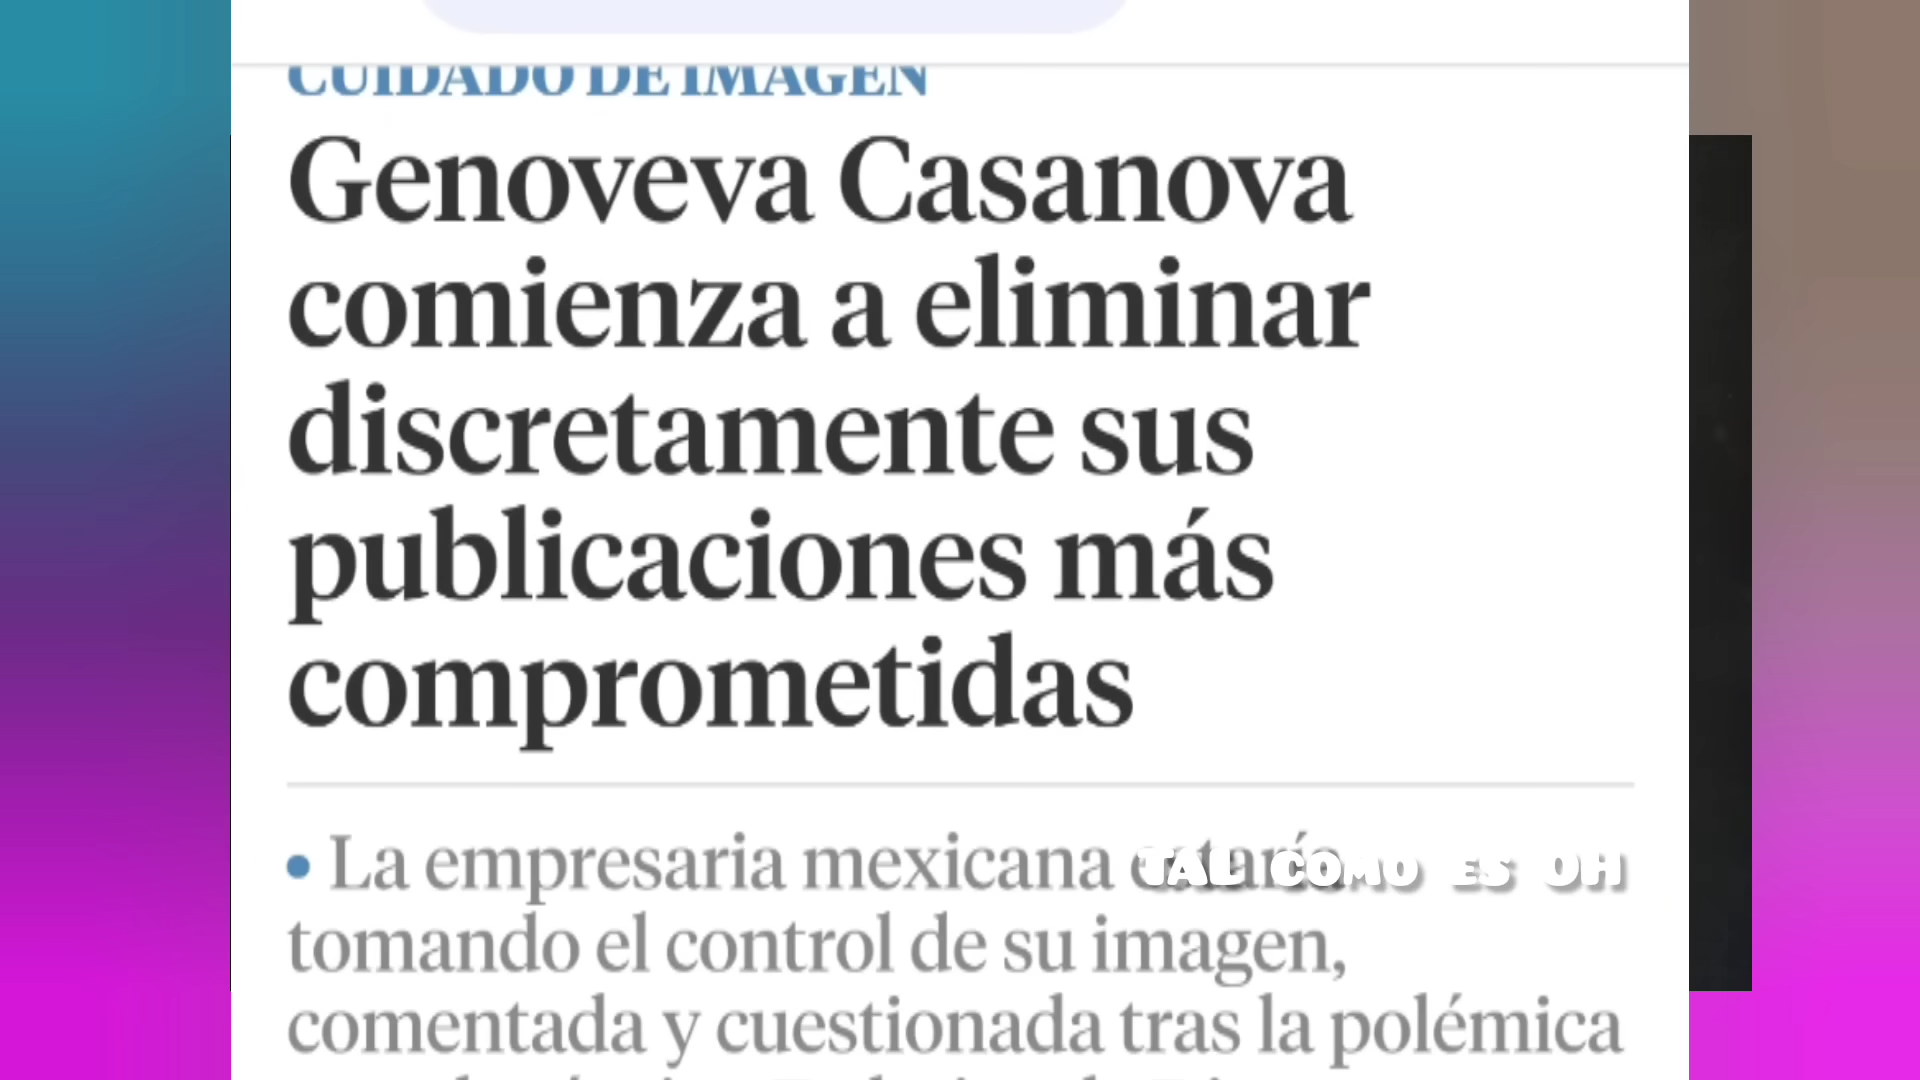 CUIDADO DE IMAGEN
Genoveva Casanova
comienza a eliminar
discretamente sus
publicaciones más
comprometidas
• La empresaria mexicana estaría
TAL COMO ES OH
tomando el control de su imagen,
comentada y cuestionada tras la polémica